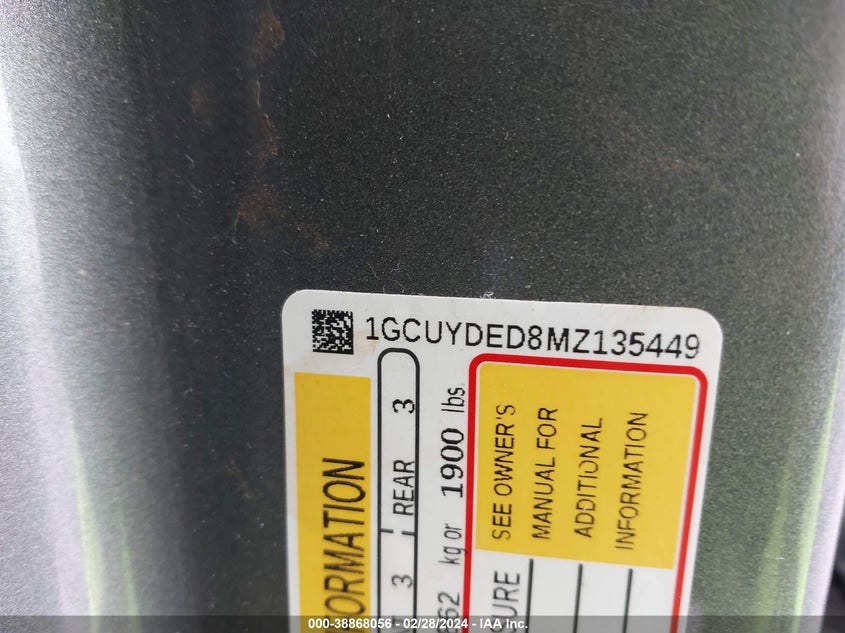 1GCUYDED8MZ135449
ORMATION
3 REAR 3
862 kg or 1900 lbs.
SEE OWNER'S
MANUAL FOR
ADDITIONAL
INFORMATION
000-38868056 - 02/28/2024 - IAA Inc.